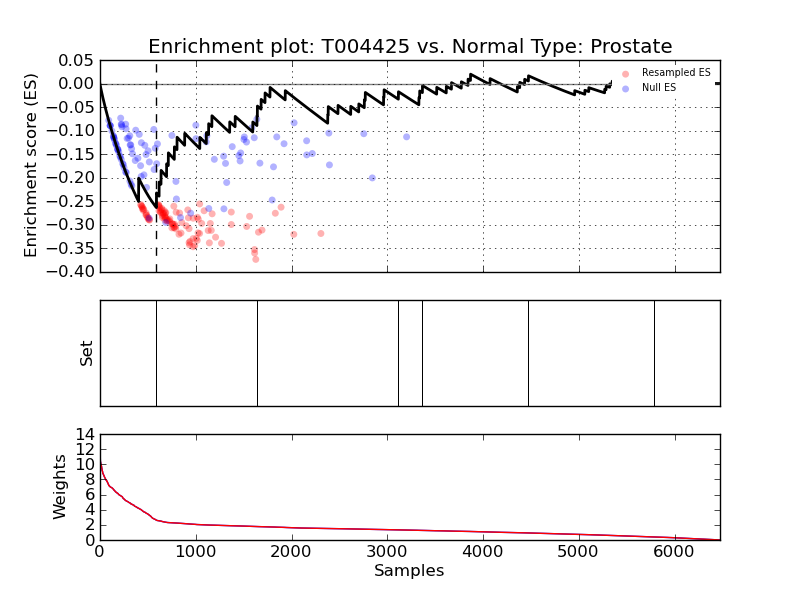 Enrichment plot: T004425 vs. Normal Type: Prostate
Enrichment score (ES)
0.05
0.00
−0.05
−0.10
−0.15
−0.20
−0.25
−0.30
−0.35
−0.40
Resampled ES
Null ES
Set
Weights
14
12
10
8
6
4
2
0
0 1000 2000 3000 4000 5000 6000
Samples